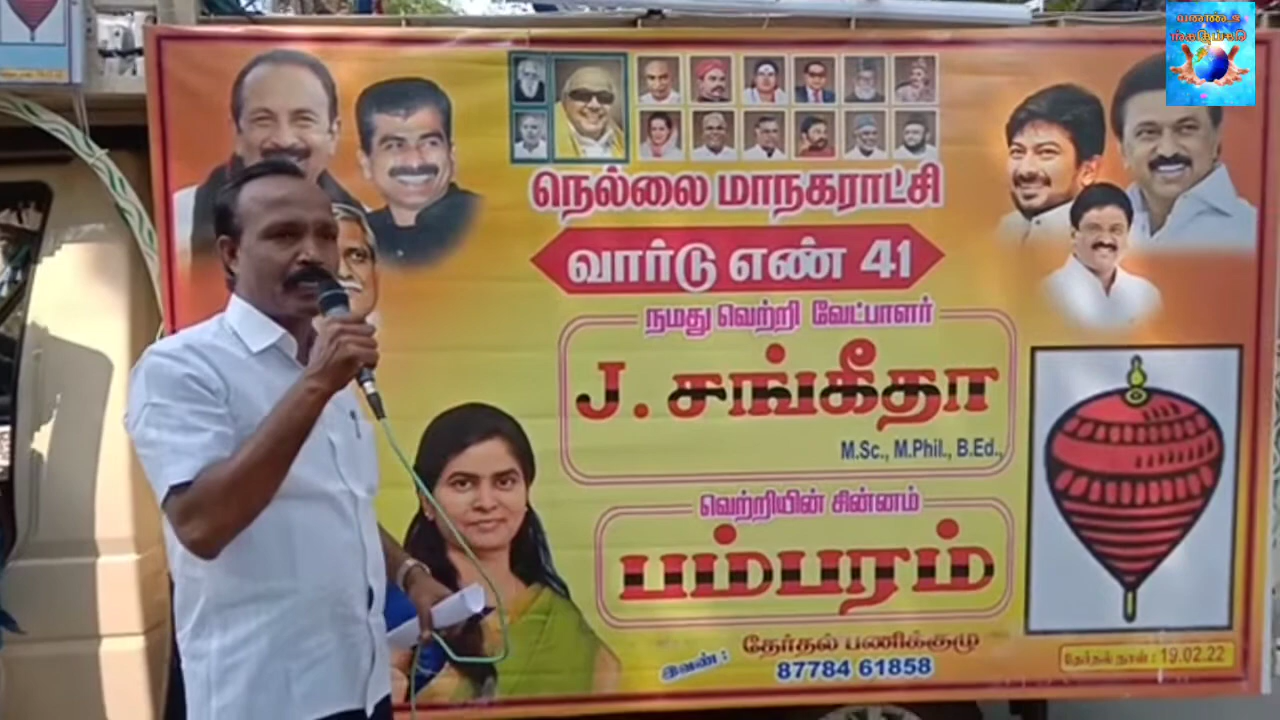 நெல்லை மாநகராட்சி
வார்டு எண் 41
நமது வெற்றி வேட்பாளர்
J. சங்கீதா
M.Sc., M.Phil., B.Ed.,
வெற்றியின் சின்னம்
பம்பரம்
இவண் : தேர்தல் பணிக்குழு
87784 61858
தேர்தல் நாள் : 19.02.22